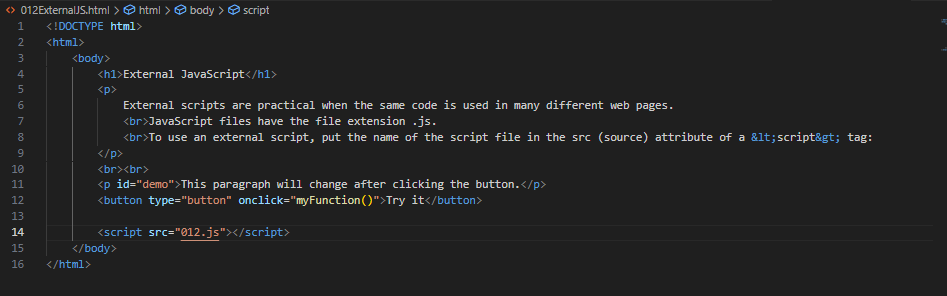 012ExternalJS.html > html > body > script
1 <!DOCTYPE html>
2 <html>
3 <body>
4 <h1>External JavaScript</h1>
5 <p>
6 External scripts are practical when the same code is used in many different web pages.
7 <br>JavaScript files have the file extension .js.
8 <br>To use an external script, put the name of the script file in the src (source) attribute of a &lt;script&gt; tag:
9 </p>
10 <br><br>
11 <p id="demo">This paragraph will change after clicking the button.</p>
12 <button type="button" onclick="myFunction()">Try it</button>
13
14 <script src="012.js"></script>
15 </body>
16 </html>